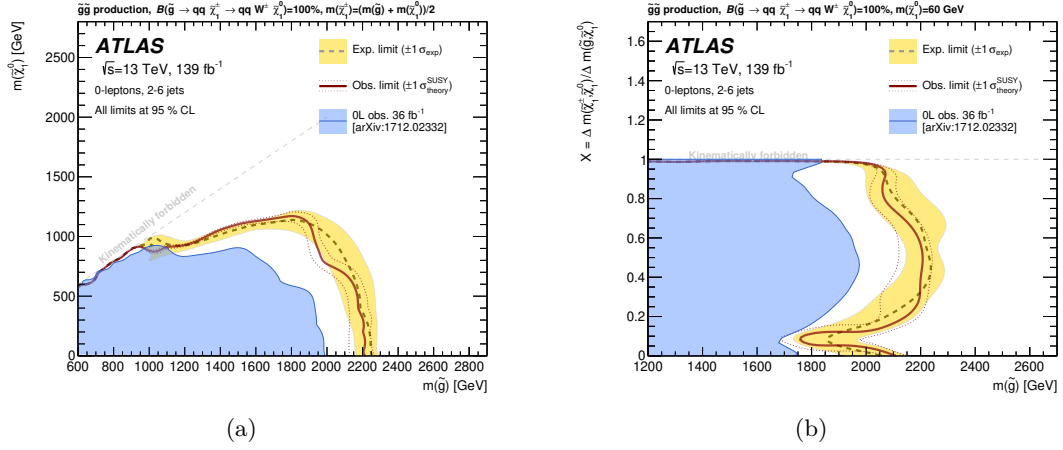 g̃g̃ production, B(g̃ → qq χ̃₁± → qq W± χ̃₁⁰)=100%, m(χ̃₁±)=(m(g̃) + m(χ̃₁⁰))/2
m(χ̃₁⁰) [GeV]
ATLAS
√s=13 TeV, 139 fb⁻¹
0-leptons, 2-6 jets
All limits at 95 % CL
Exp. limit (±1 σexp)
Obs. limit (±1 σ SUSY theory)
0L obs. 36 fb⁻¹
[arXiv:1712.02332]
Kinematically forbidden
2500
2000
1500
1000
500
0
600 800 1000 1200 1400 1600 1800 2000 2200 2400 2600 2800
m(g̃) [GeV]
(a)
g̃g̃ production, B(g̃ → qq χ̃₁± → qq W± χ̃₁⁰)=100%, m(χ̃₁⁰)=60 GeV
X = Δ m(χ̃₁±,χ̃₁⁰)/Δ m(g̃,χ̃₁⁰)
ATLAS
√s=13 TeV, 139 fb⁻¹
0-leptons, 2-6 jets
All limits at 95 % CL
Exp. limit (±1 σexp)
Obs. limit (±1 σ SUSY theory)
0L obs. 36 fb⁻¹
[arXiv:1712.02332]
Kinematically forbidden
1.6
1.4
1.2
1
0.8
0.6
0.4
0.2
0
1200 1400 1600 1800 2000 2200 2400 2600
m(g̃) [GeV]
(b)